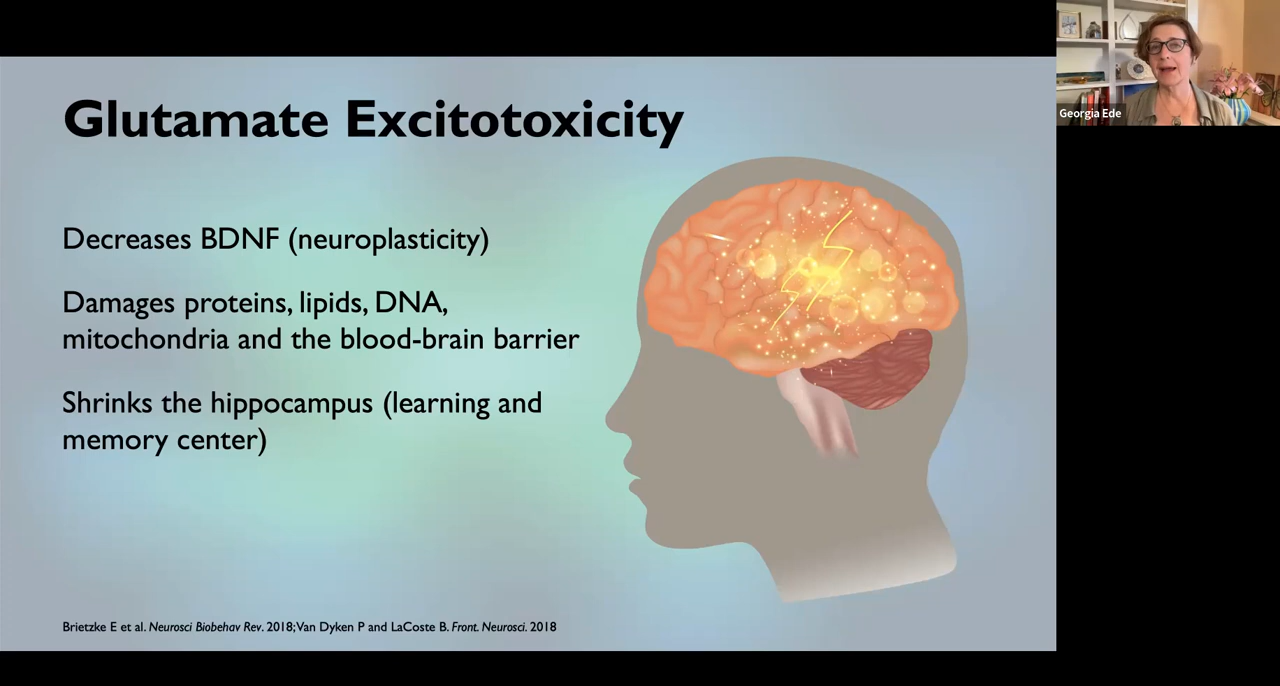 Glutamate Excitotoxicity
Decreases BDNF (neuroplasticity)
Damages proteins, lipids, DNA,
mitochondria and the blood-brain barrier
Shrinks the hippocampus (learning and
memory center)
Brietzke E et al. Neurosci Biobehav Rev. 2018; Van Dyken P and LaCoste B. Front. Neurosci. 2018
Georgia Ede